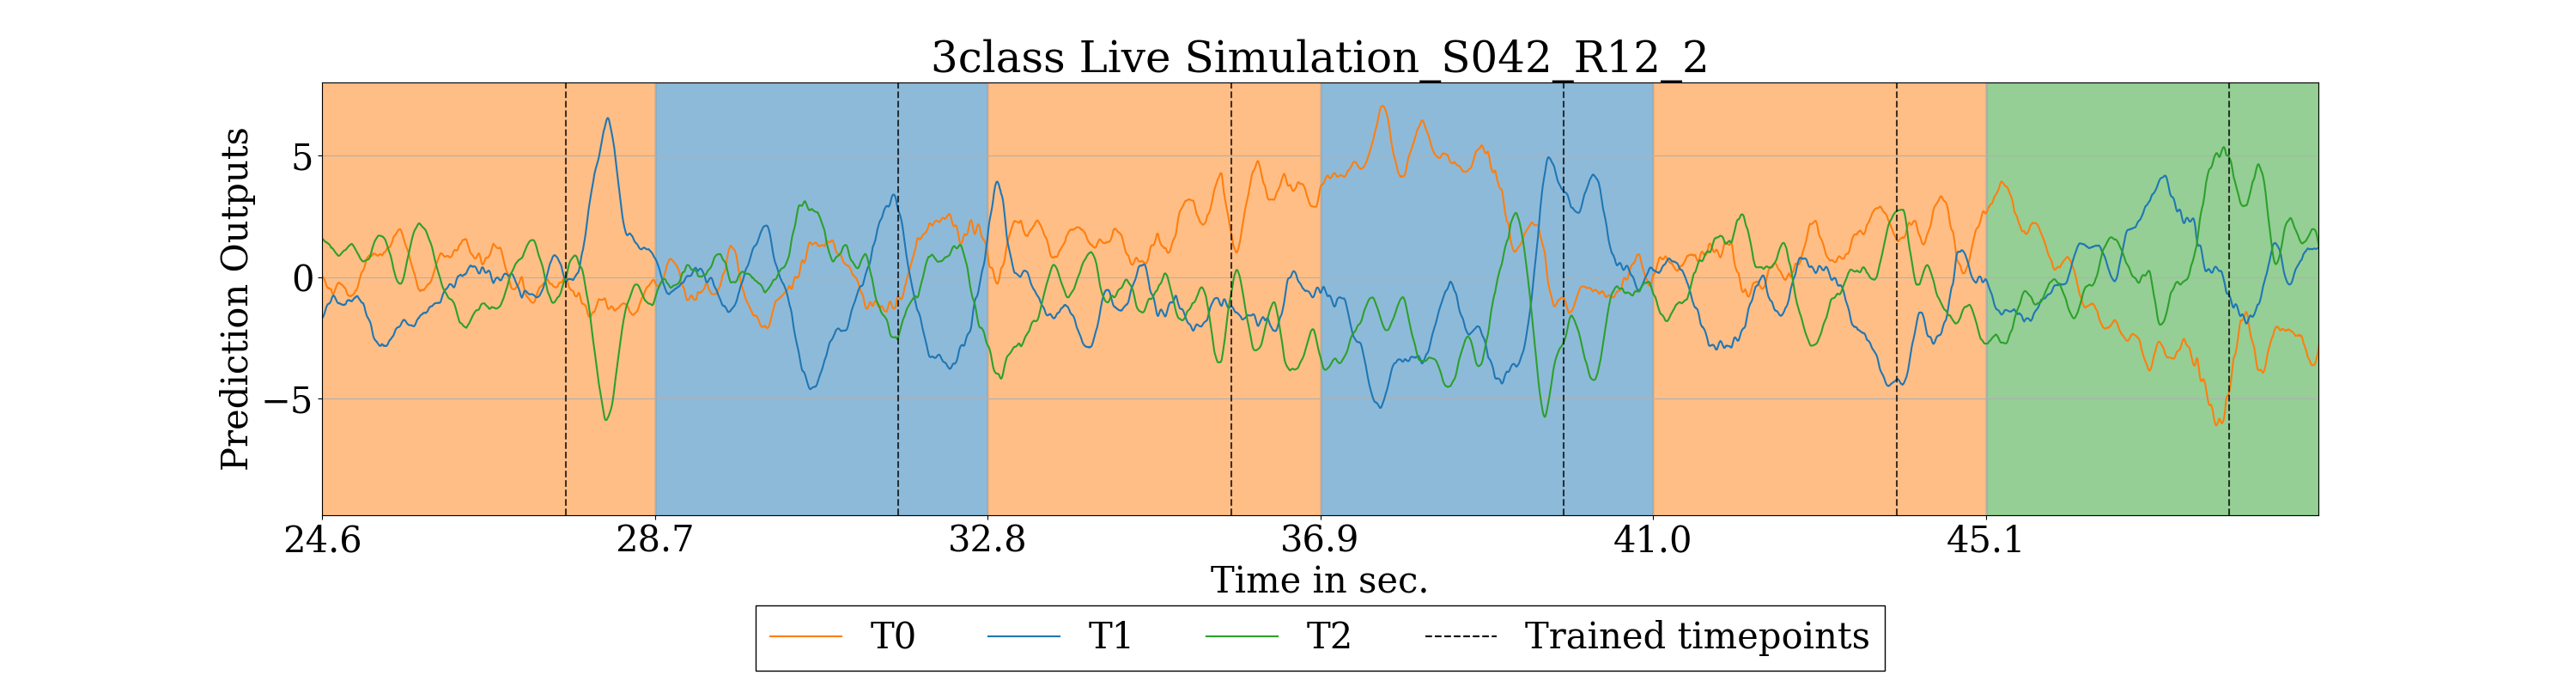 3class Live Simulation_S042_R12_2
Prediction Outputs
5
0
−5
24.6 28.7 32.8 36.9 41.0 45.1
Time in sec.
T0 T1 T2 Trained timepoints